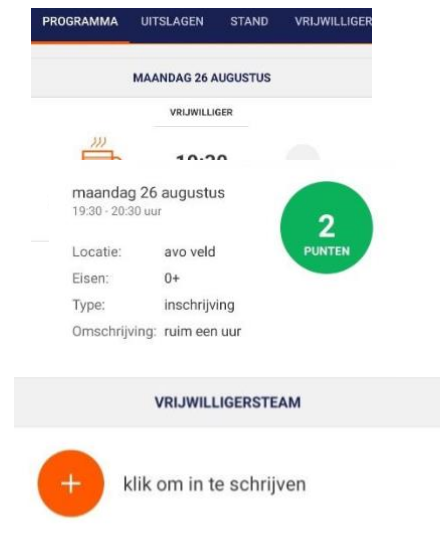 PROGRAMMA UITSLAGEN STAND VRIJWILLIGER
MAANDAG 26 AUGUSTUS
VRIJWILLIGER
maandag 26 augustus
19:30 - 20:30 uur
2
PUNTEN
Locatie: avo veld
Eisen: 0+
Type: inschrijving
Omschrijving: ruim een uur
VRIJWILLIGERSTEAM
+ klik om in te schrijven